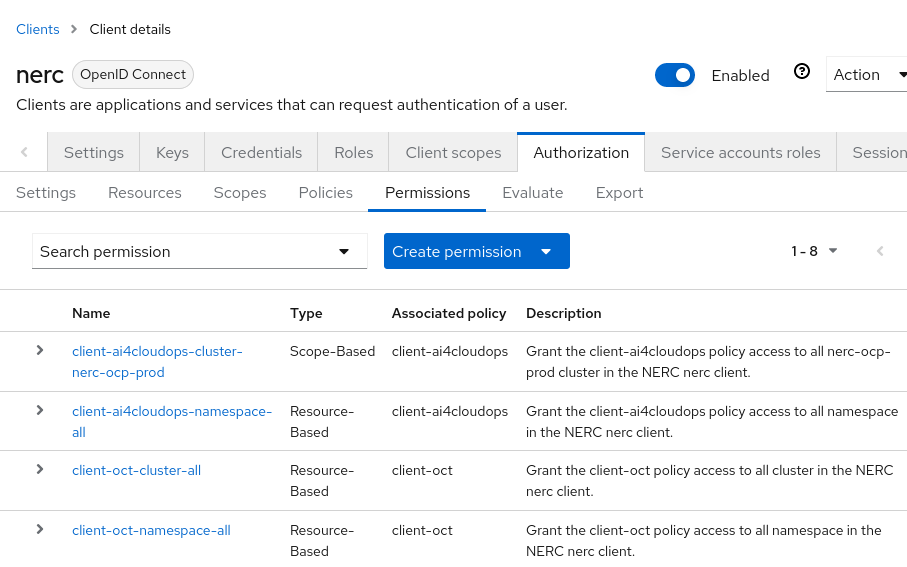 Clients > Client details
nerc OpenID Connect Enabled Action
Clients are applications and services that can request authentication of a user.
Settings Keys Credentials Roles Client scopes Authorization Service accounts roles Session
Settings Resources Scopes Policies Permissions Evaluate Export
Search permission Create permission 1 - 8
Name Type Associated policy Description
client-ai4cloudops-cluster- Scope-Based client-ai4cloudops Grant the client-ai4cloudops policy access to all nerc-ocp-
nerc-ocp-prod prod cluster in the NERC nerc client.
client-ai4cloudops-namespace- Resource- client-ai4cloudops Grant the client-ai4cloudops policy access to all namespace
all Based in the NERC nerc client.
client-oct-cluster-all Resource- client-oct Grant the client-oct policy access to all cluster in the NERC
Based nerc client.
client-oct-namespace-all Resource- client-oct Grant the client-oct policy access to all namespace in the
Based NERC nerc client.